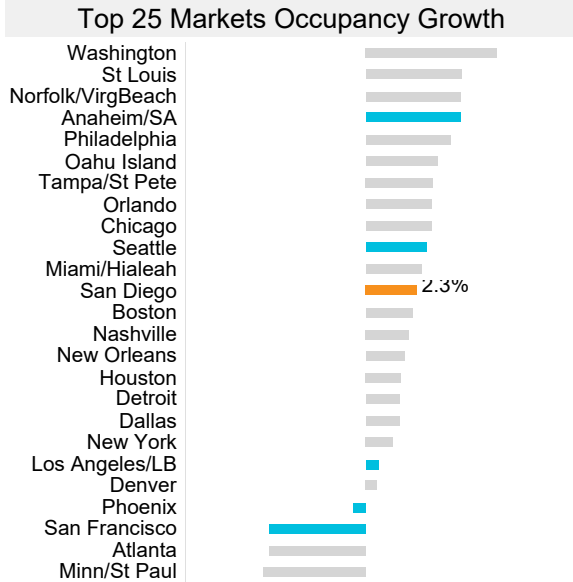 Top 25 Markets Occupancy Growth
Washington
St Louis
Norfolk/VirgBeach
Anaheim/SA
Philadelphia
Oahu Island
Tampa/St Pete
Orlando
Chicago
Seattle
Miami/Hialeah
San Diego 2.3%
Boston
Nashville
New Orleans
Houston
Detroit
Dallas
New York
Los Angeles/LB
Denver
Phoenix
San Francisco
Atlanta
Minn/St Paul